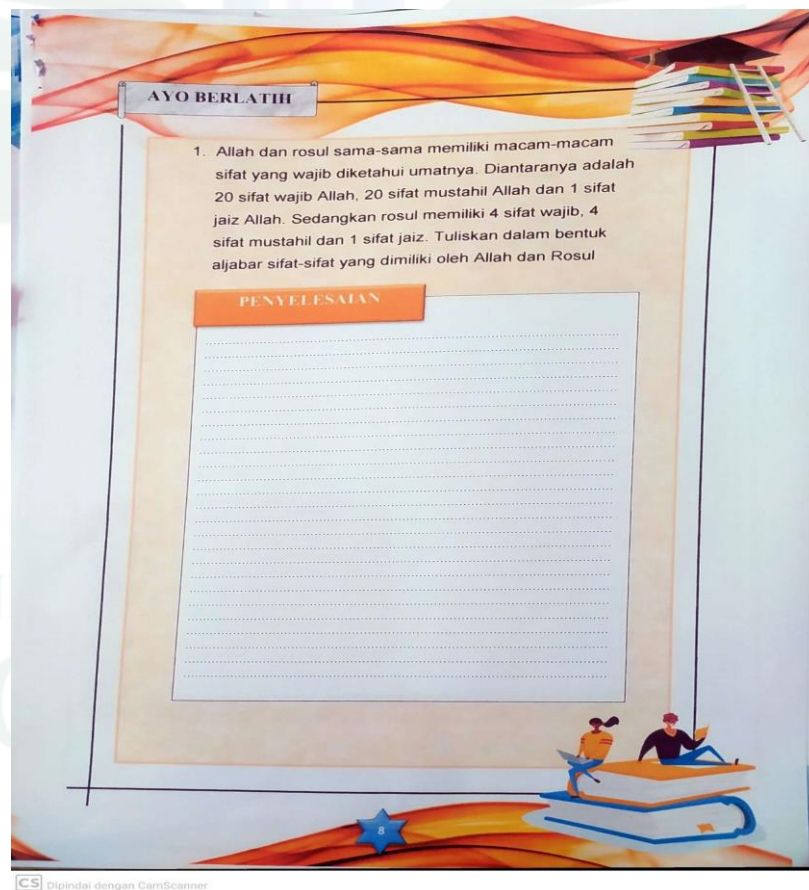 AYO BERLATIH
1. Allah dan rosul sama-sama memiliki macam-macam
sifat yang wajib diketahui umatnya. Diantaranya adalah
20 sifat wajib Allah, 20 sifat mustahil Allah dan 1 sifat
jaiz Allah. Sedangkan rosul memiliki 4 sifat wajib, 4
sifat mustahil dan 1 sifat jaiz. Tuliskan dalam bentuk
aljabar sifat-sifat yang dimiliki oleh Allah dan Rosul
PENYELESAIAN
8
CS Dipindai dengan CamScanner